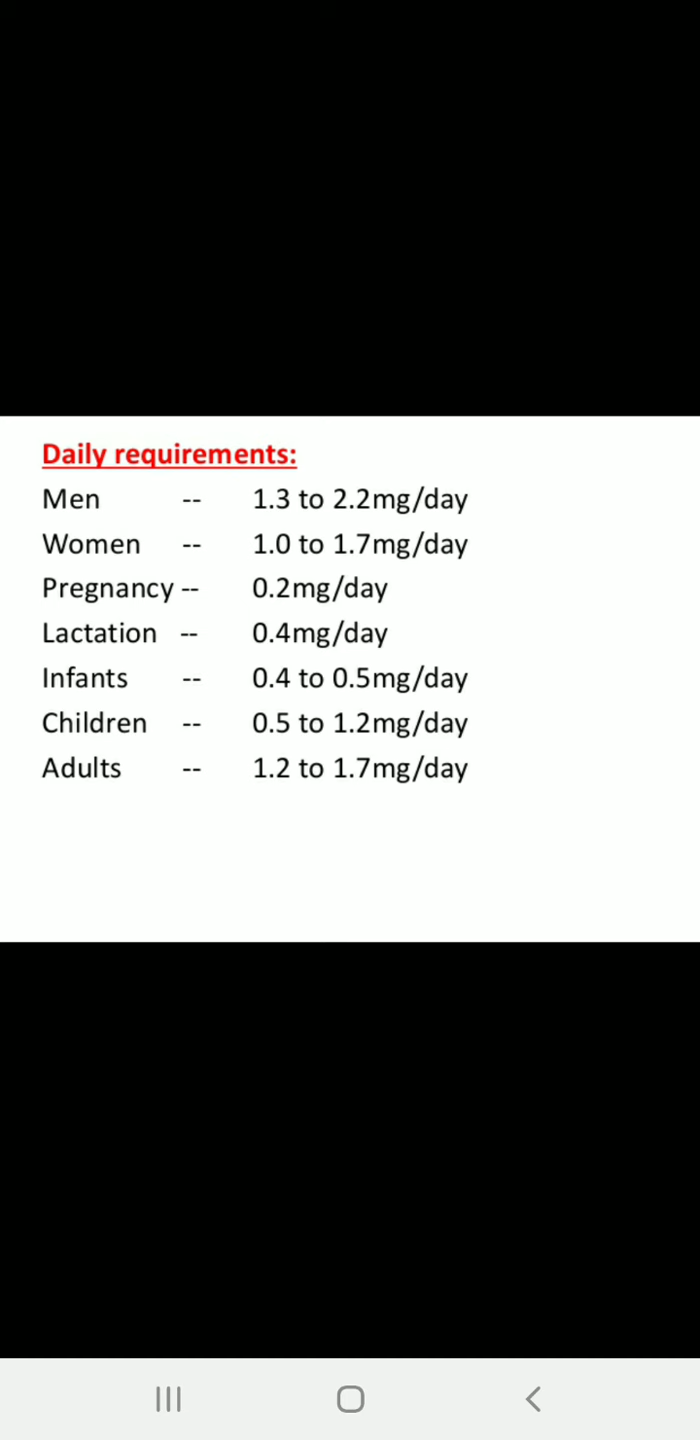 Daily requirements:
Men -- 1.3 to 2.2mg/day
Women -- 1.0 to 1.7mg/day
Pregnancy -- 0.2mg/day
Lactation -- 0.4mg/day
Infants -- 0.4 to 0.5mg/day
Children -- 0.5 to 1.2mg/day
Adults -- 1.2 to 1.7mg/day